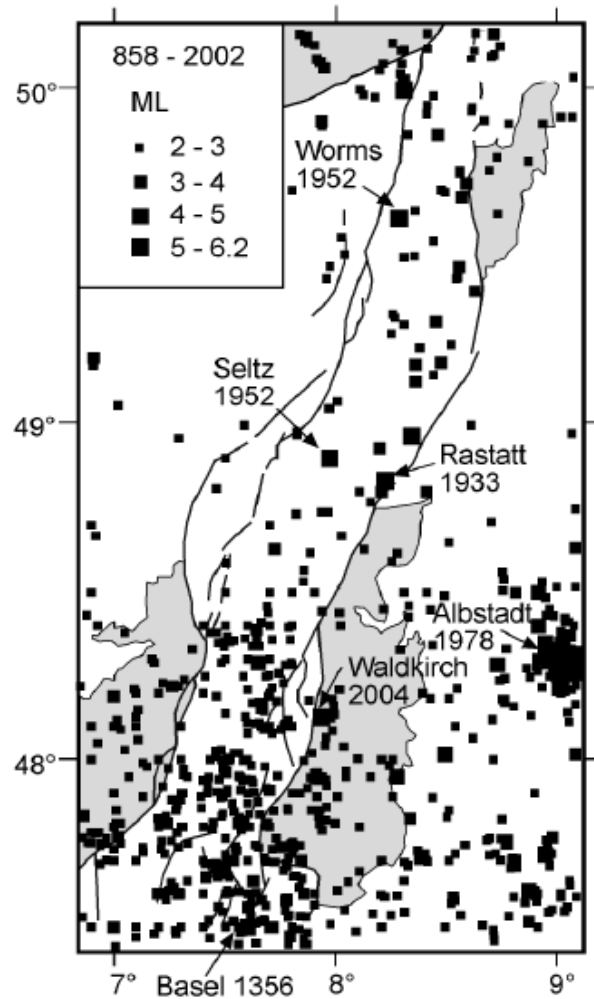 858 - 2002
ML
2 - 3
3 - 4
4 - 5
5 - 6.2
50°
Worms
1952
Seltz
1952
49°
Rastatt
1933
Albstadt
1978
Waldkirch
2004
48°
7°
8°
9°
Basel 1356